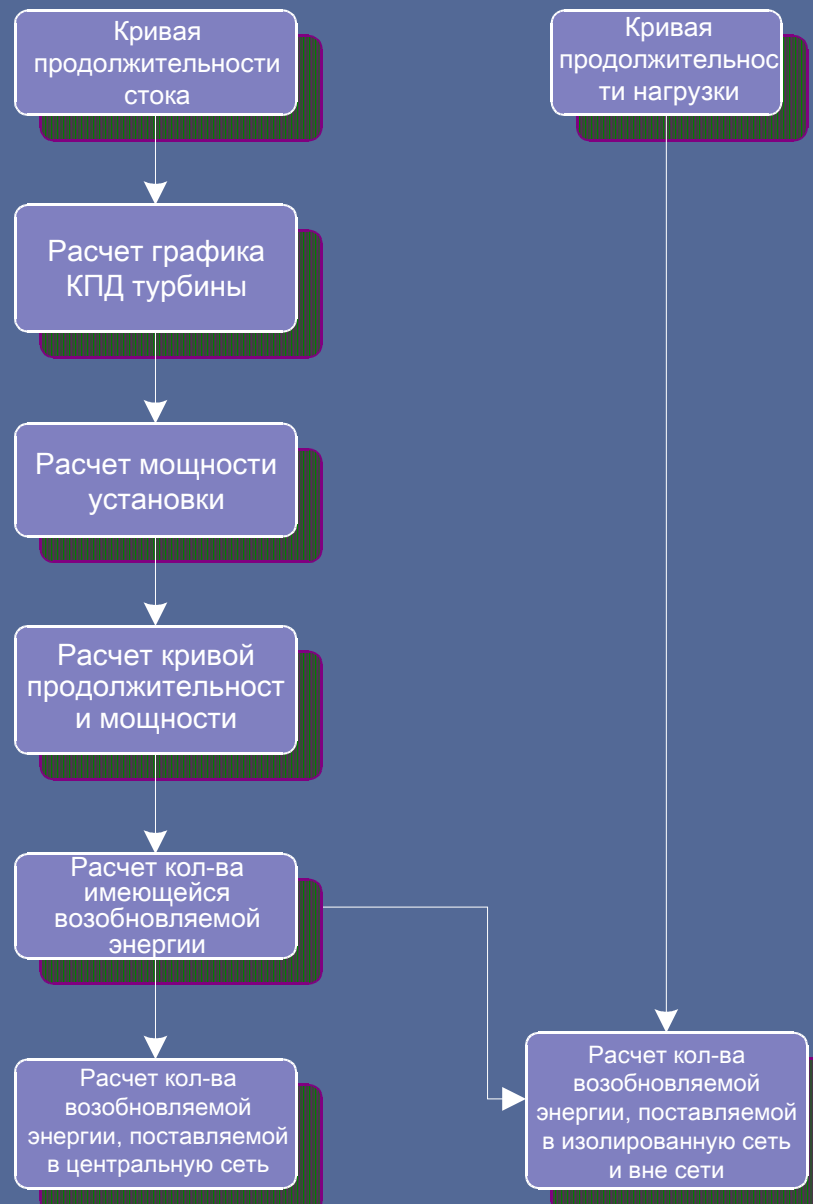 Кривая
продолжительности
стока
Кривая
продолжительнос
ти нагрузки
Расчет графика
КПД турбины
Расчет мощности
установки
Расчет кривой
продолжительност
и мощности
Расчет кол-ва
имеющейся
возобновляемой
энергии
Расчет кол-ва
возобновляемой
энергии, поставляемой
в центральную сеть
Расчет кол-ва
возобновляемой
энергии, поставляемой
в изолированную сеть
и вне сети